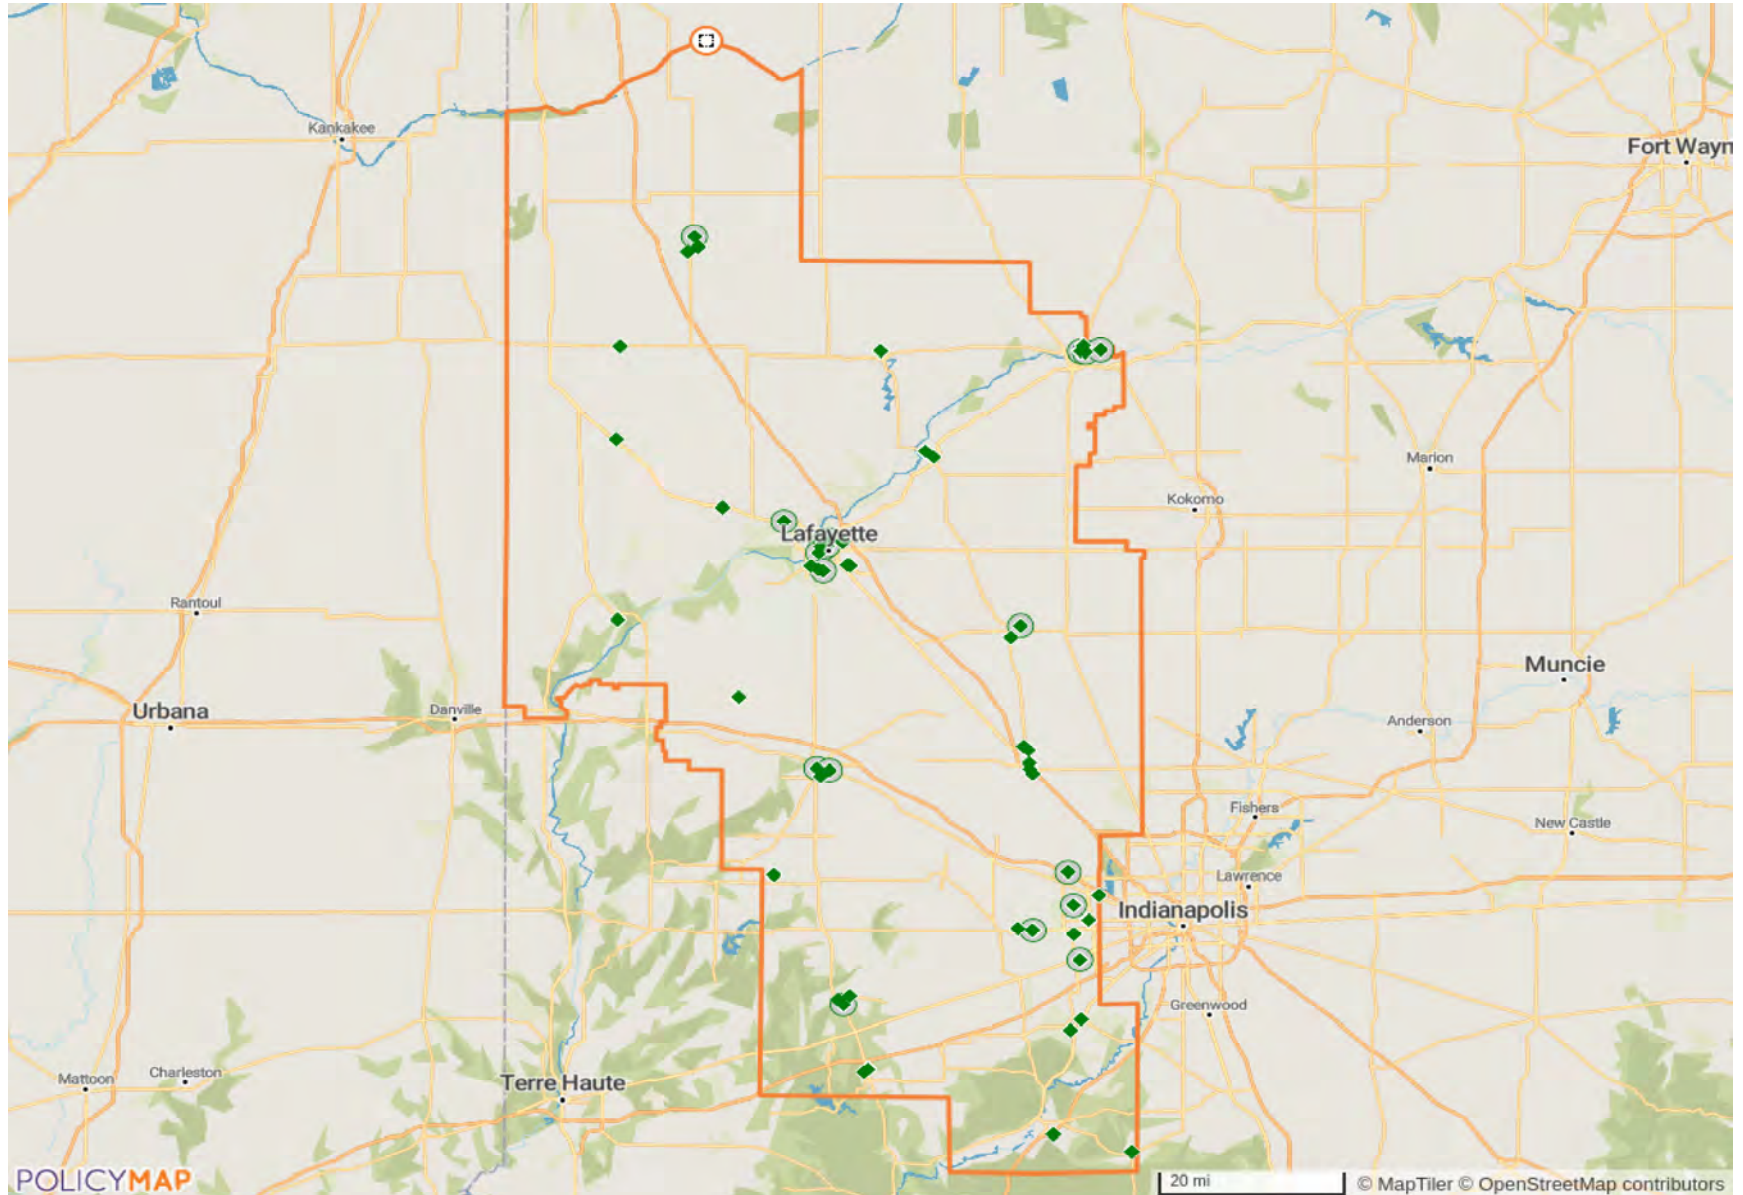 Kankakee
Fort Wayn
Marion
Kokomo
Lafayette
Rantoul
Muncie
Urbana
Danville
Anderson
Fishers
New Castle
Lawrence
Indianapolis
Greenwood
Mattoon
Charleston
Terre Haute
POLICYMAP
20 mi
© MapTiler © OpenStreetMap contributors